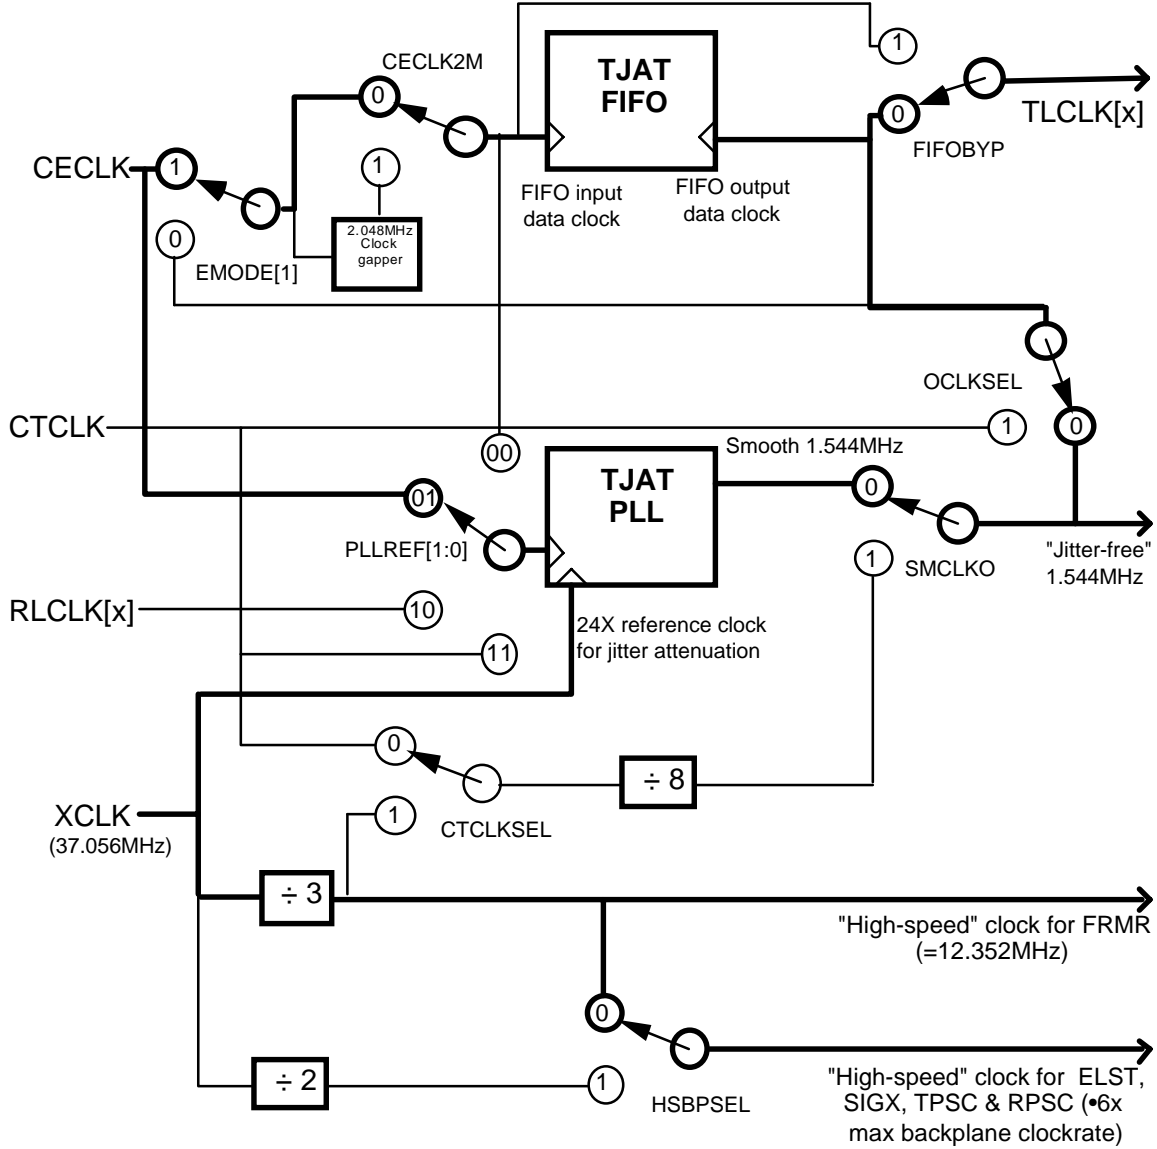 1
CECLK2M
TJAT
FIFO
0
0
TLCLK[x]
FIFOBYP
CECLK
1
1
FIFO input
data clock
FIFO output
data clock
0
2.048MHz
Clock
gapper
EMODE[1]
OCLKSEL
CTCLK
1
0
00
Smooth 1.544MHz
TJAT
PLL
01
0
PLLREF[1:0]
1
SMCLKO
"Jitter-free"
1.544MHz
RLCLK[x]
10
24X reference clock
for jitter attenuation
11
0
÷ 8
XCLK
(37.056MHz)
1
CTCLKSEL
÷ 3
"High-speed" clock for FRMR
(=12.352MHz)
0
÷ 2
1
HSBPSEL
"High-speed" clock for ELST,
SIGX, TPSC & RPSC (•6x
max backplane clockrate)